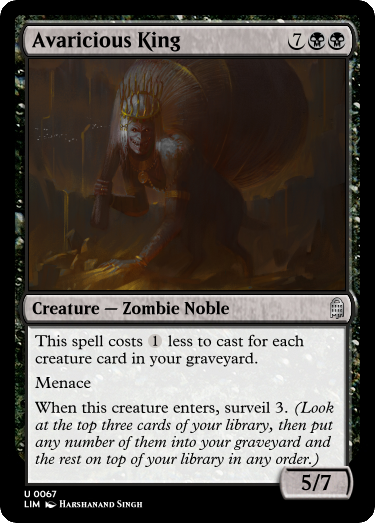 Avaricious King 7
Creature — Zombie Noble
This spell costs 1 less to cast for each
creature card in your graveyard.
Menace
When this creature enters, surveil 3. (Look
at the top three cards of your library, then put
any number of them into your graveyard and
the rest on top of your library in any order.)
5/7
U 0067
LIM Harshanand Singh